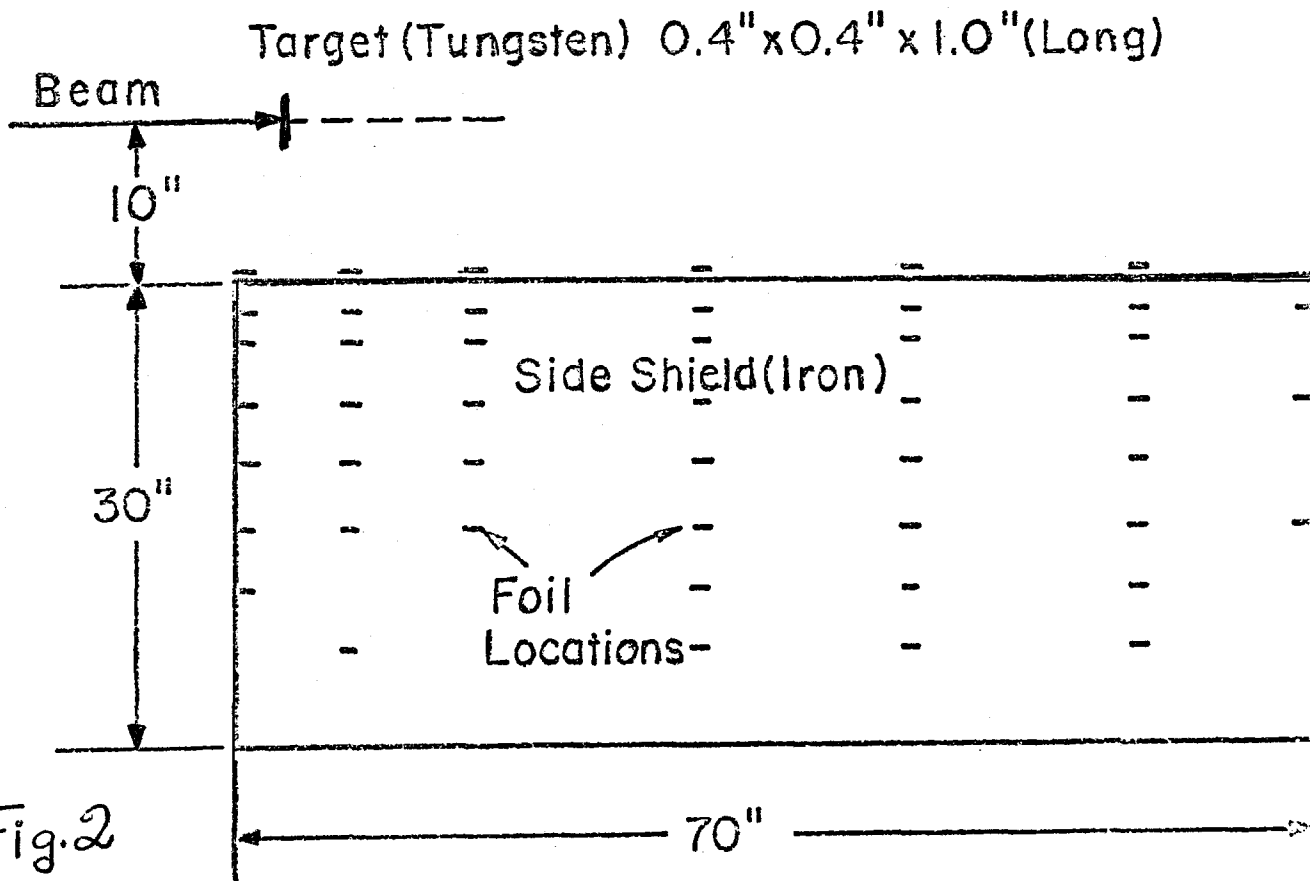 Target (Tungsten) 0.4" x 0.4" x 1.0" (Long)
Beam
10"
Side Shield (Iron)
30"
Foil
Locations
70"
Fig.2